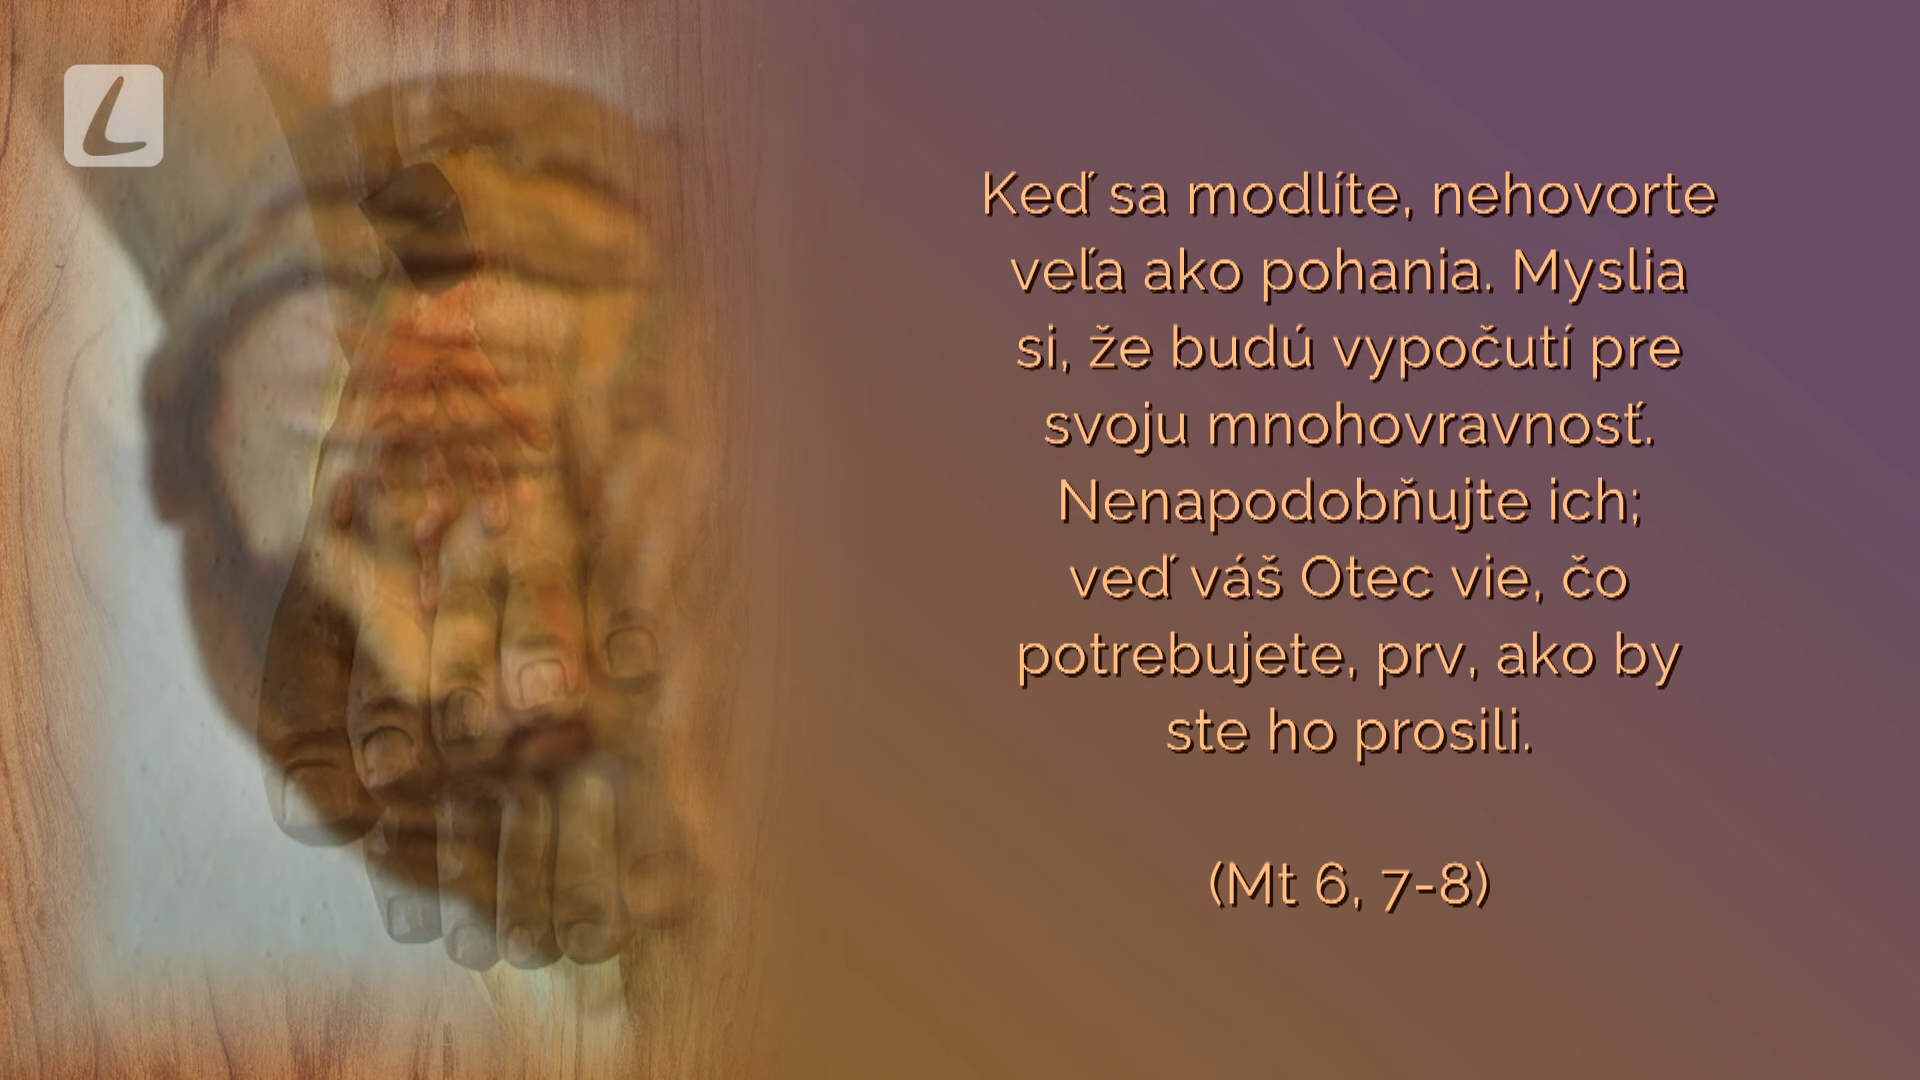 Keď sa modlíte, nehovorte
veľa ako pohania. Myslia
si, že budú vypočutí pre
svoju mnohovravnosť.
Nenapodobňujte ich;
veď váš Otec vie, čo
potrebujete, prv, ako by
ste ho prosili.
(Mt 6, 7-8)